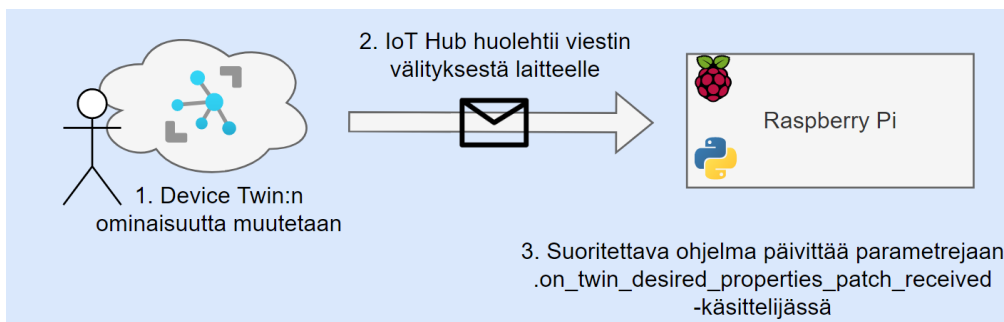 2. IoT Hub huolehtii viestin
välityksestä laitteelle
Raspberry Pi
1. Device Twin:n
ominaisuutta muutetaan
3. Suoritettava ohjelma päivittää parametrejaan
.on_twin_desired_properties_patch_received
-käsittelijässä